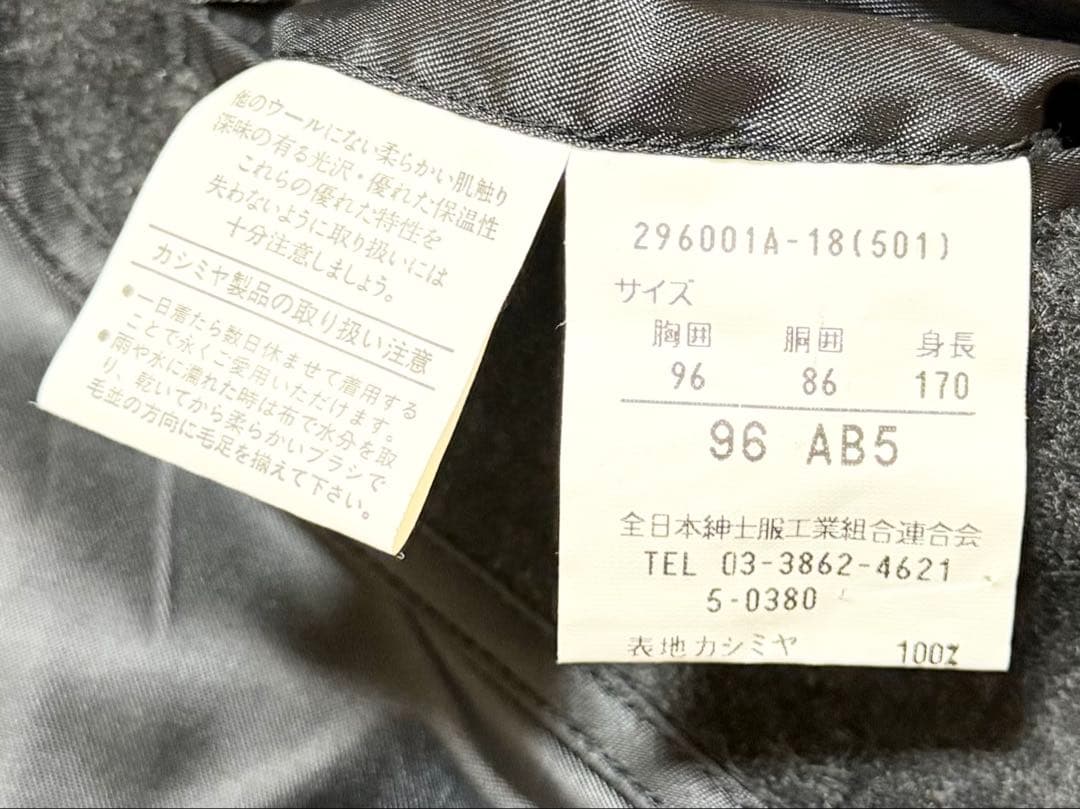 他のウールにない柔らかい肌触り
深味の有る光沢・優れた保温性
これらの優れた特性を
失わないように取り扱いには
十分注意しましょう。
カシミヤ製品の取り扱い注意
●一日着たら数日休ませて着用する
ことで永くご愛用いただけます。
●雨や水に濡れた時は布で水分を取
り、乾いてから柔らかいブラシで
毛並の方向に毛足を揃えて下さい。
296001A-18(501)
サイズ
胸囲 胴囲 身長
96 86 170
96 AB5
全日本紳士服工業組合連合会
TEL 03-3862-4621
5-0380
表地カシミヤ 100%